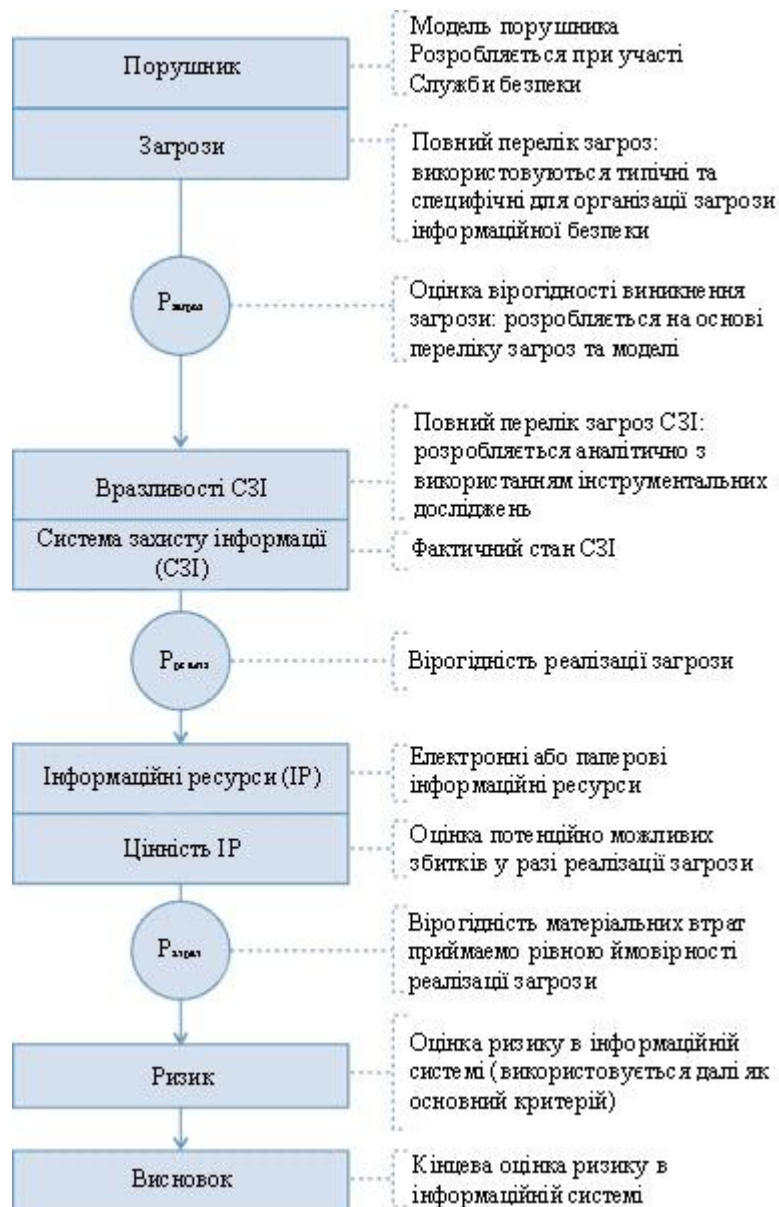 Порушник
Модель порушника
Розробляється при участі
Служби безпеки
Загрози
Повний перелік загроз:
використовуються типічні та
специфічні для організації загрози
інформаційної безпеки
P
Оцінка вірогідності виникнення
загрози: розробляється на основі
переліку загроз та моделі
Вразливості СЗІ
Повний перелік загроз СЗІ:
розробляється аналітично з
використанням інструментальних
досліджень
Система захисту інформації
(СЗІ)
Фактичний стан СЗІ
P
Вірогідність реалізації загрози
Інформаційні ресурси (ІР)
Електронні або паперові
інформаційні ресурси
Цінність ІР
Оцінка потенційно можливих
збитків у разі реалізації загрози
P
Вірогідність матеріальних втрат
приймаємо рівною ймовірності
реалізації загрози
Ризик
Оцінка ризику в інформаційній
системі (використовується далі як
основний критерій)
Висновок
Кінцева оцінка ризику в
інформаційній системі